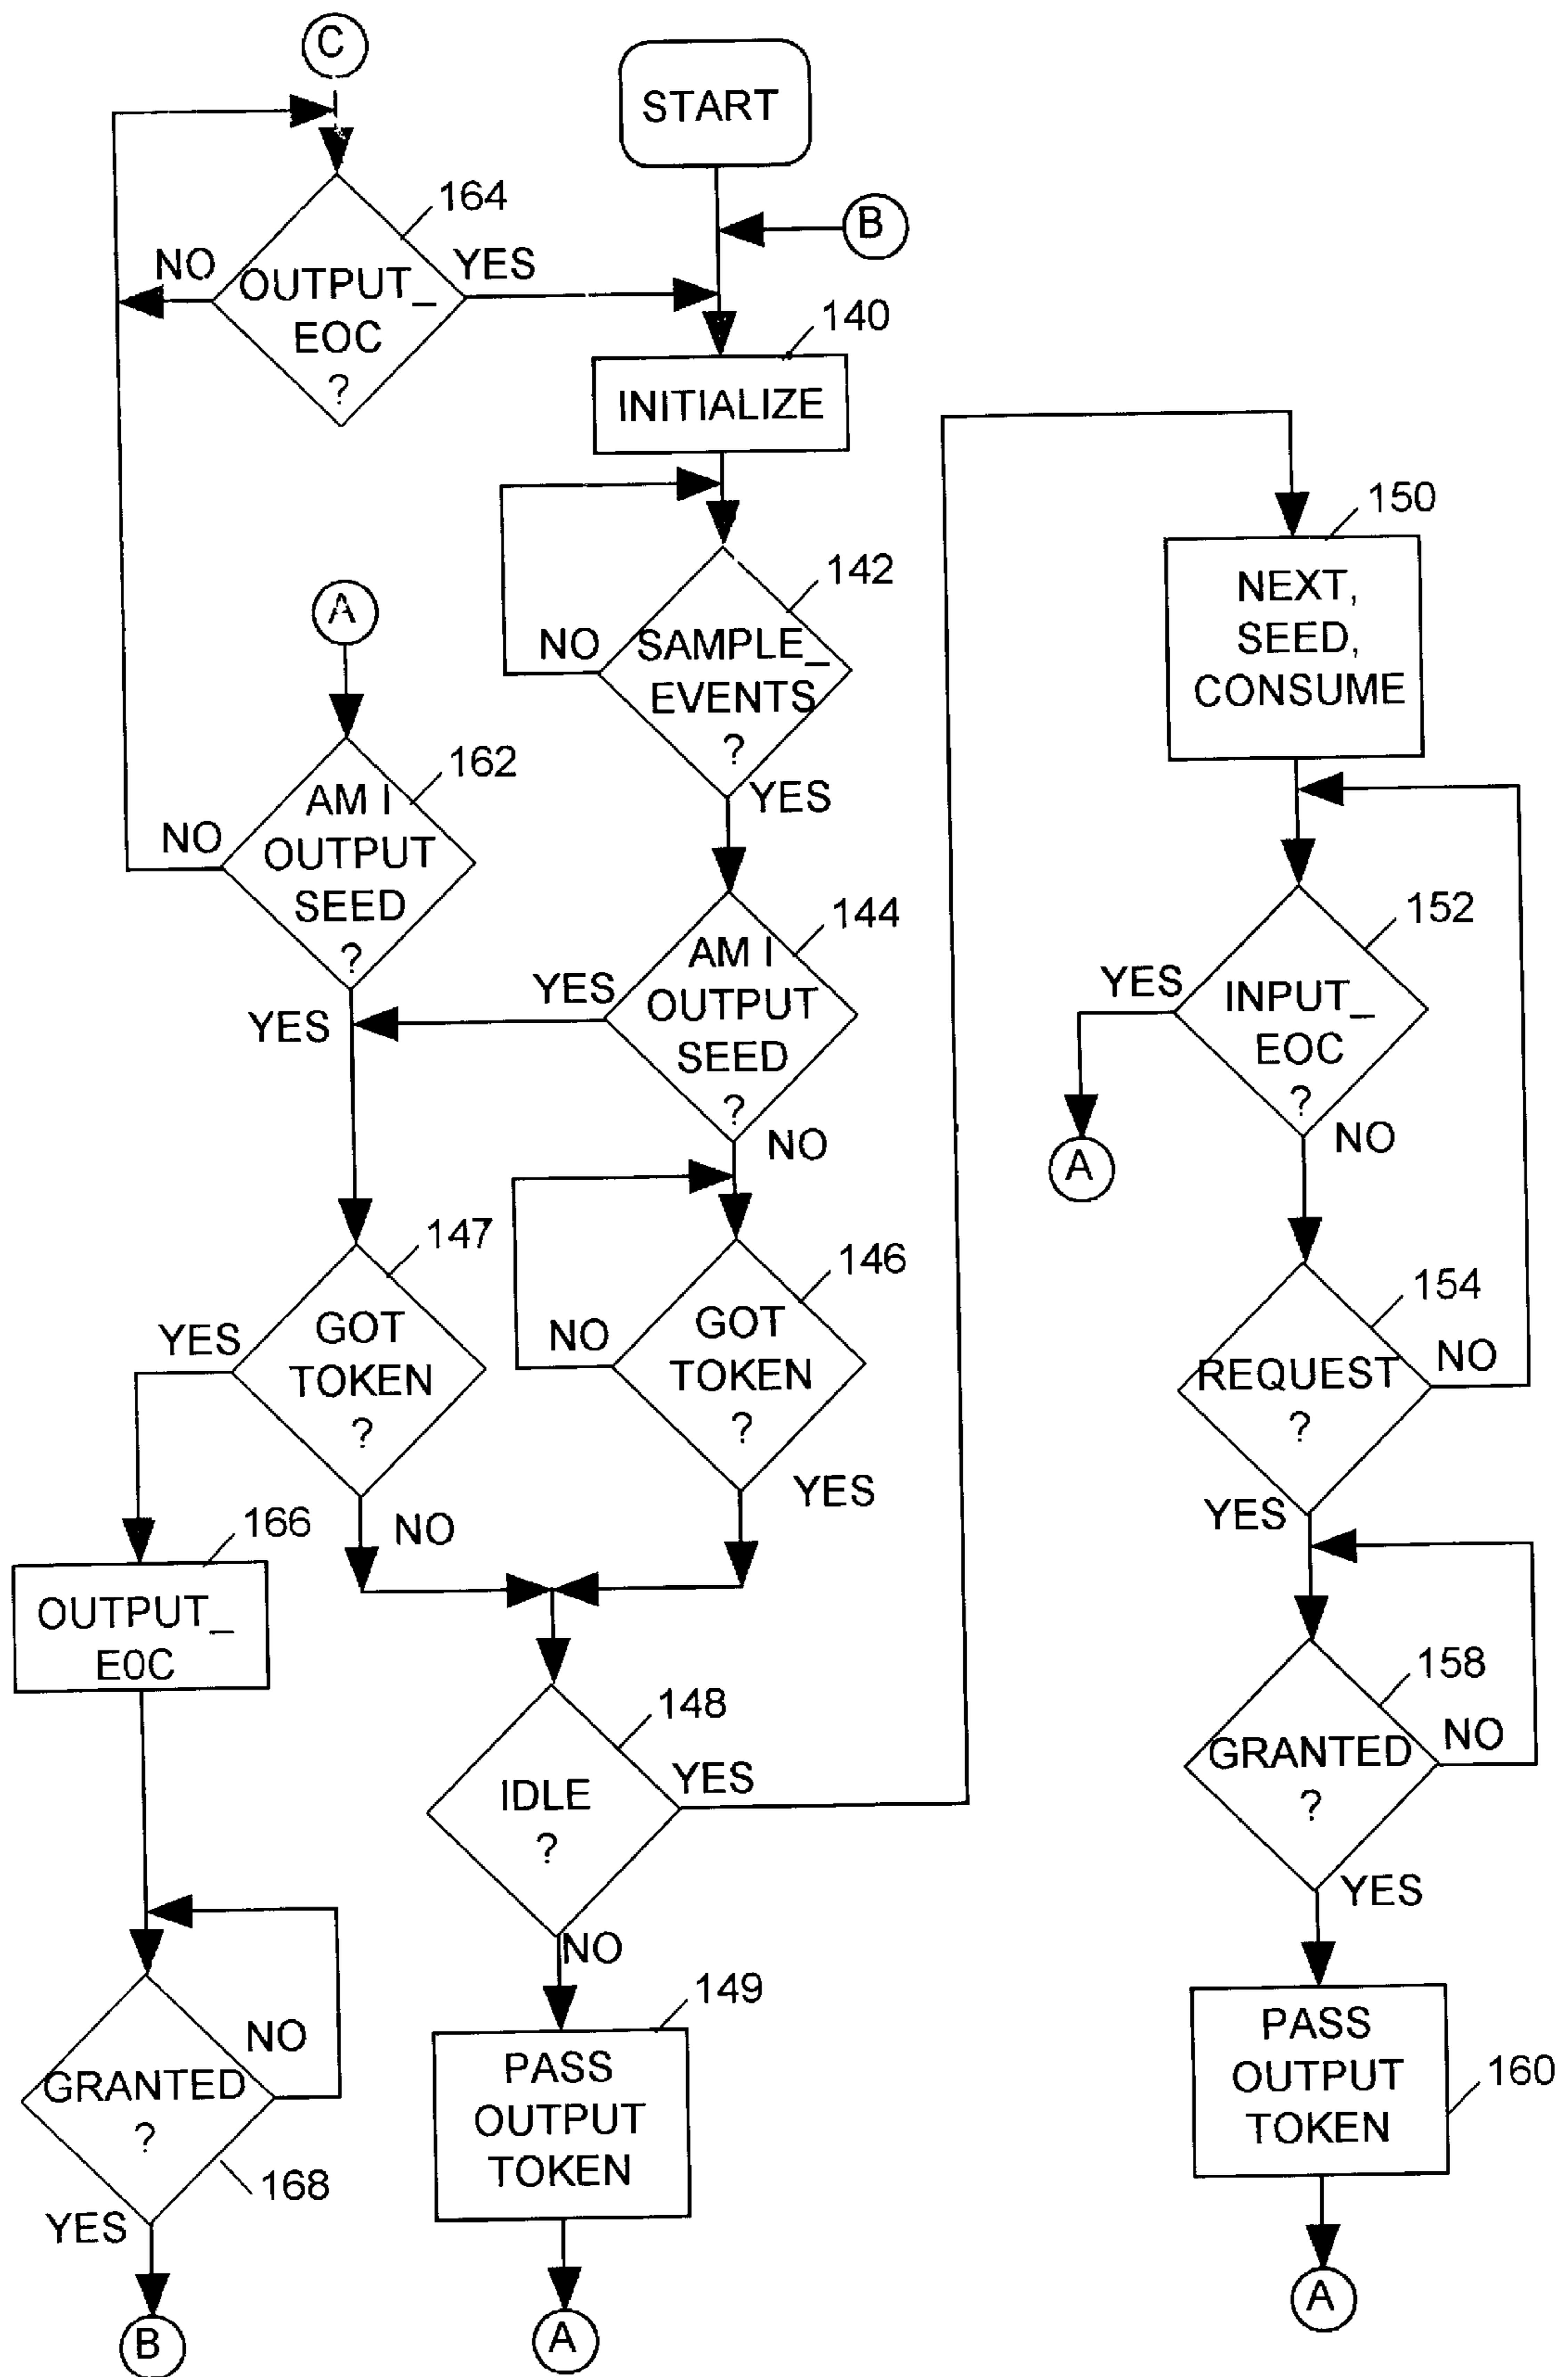 C
START
B
164
NO
YES
OUTPUT_
EOC
?
140
INITIALIZE
150
NEXT,
SEED,
CONSUME
142
NO
SAMPLE_
EVENTS
?
YES
A
162
AM I
OUTPUT
SEED
?
NO
YES
144
AM I
OUTPUT
SEED
?
YES
NO
152
YES
INPUT_
EOC
?
NO
A
147
YES
GOT
TOKEN
?
NO
146
NO
GOT
TOKEN
?
YES
154
REQUEST
?
NO
YES
166
OUTPUT_
E0C
148
IDLE
?
YES
NO
158
GRANTED
?
NO
YES
NO
GRANTED
?
168
YES
B
149
PASS
OUTPUT
TOKEN
A
PASS
OUTPUT
TOKEN
160
A